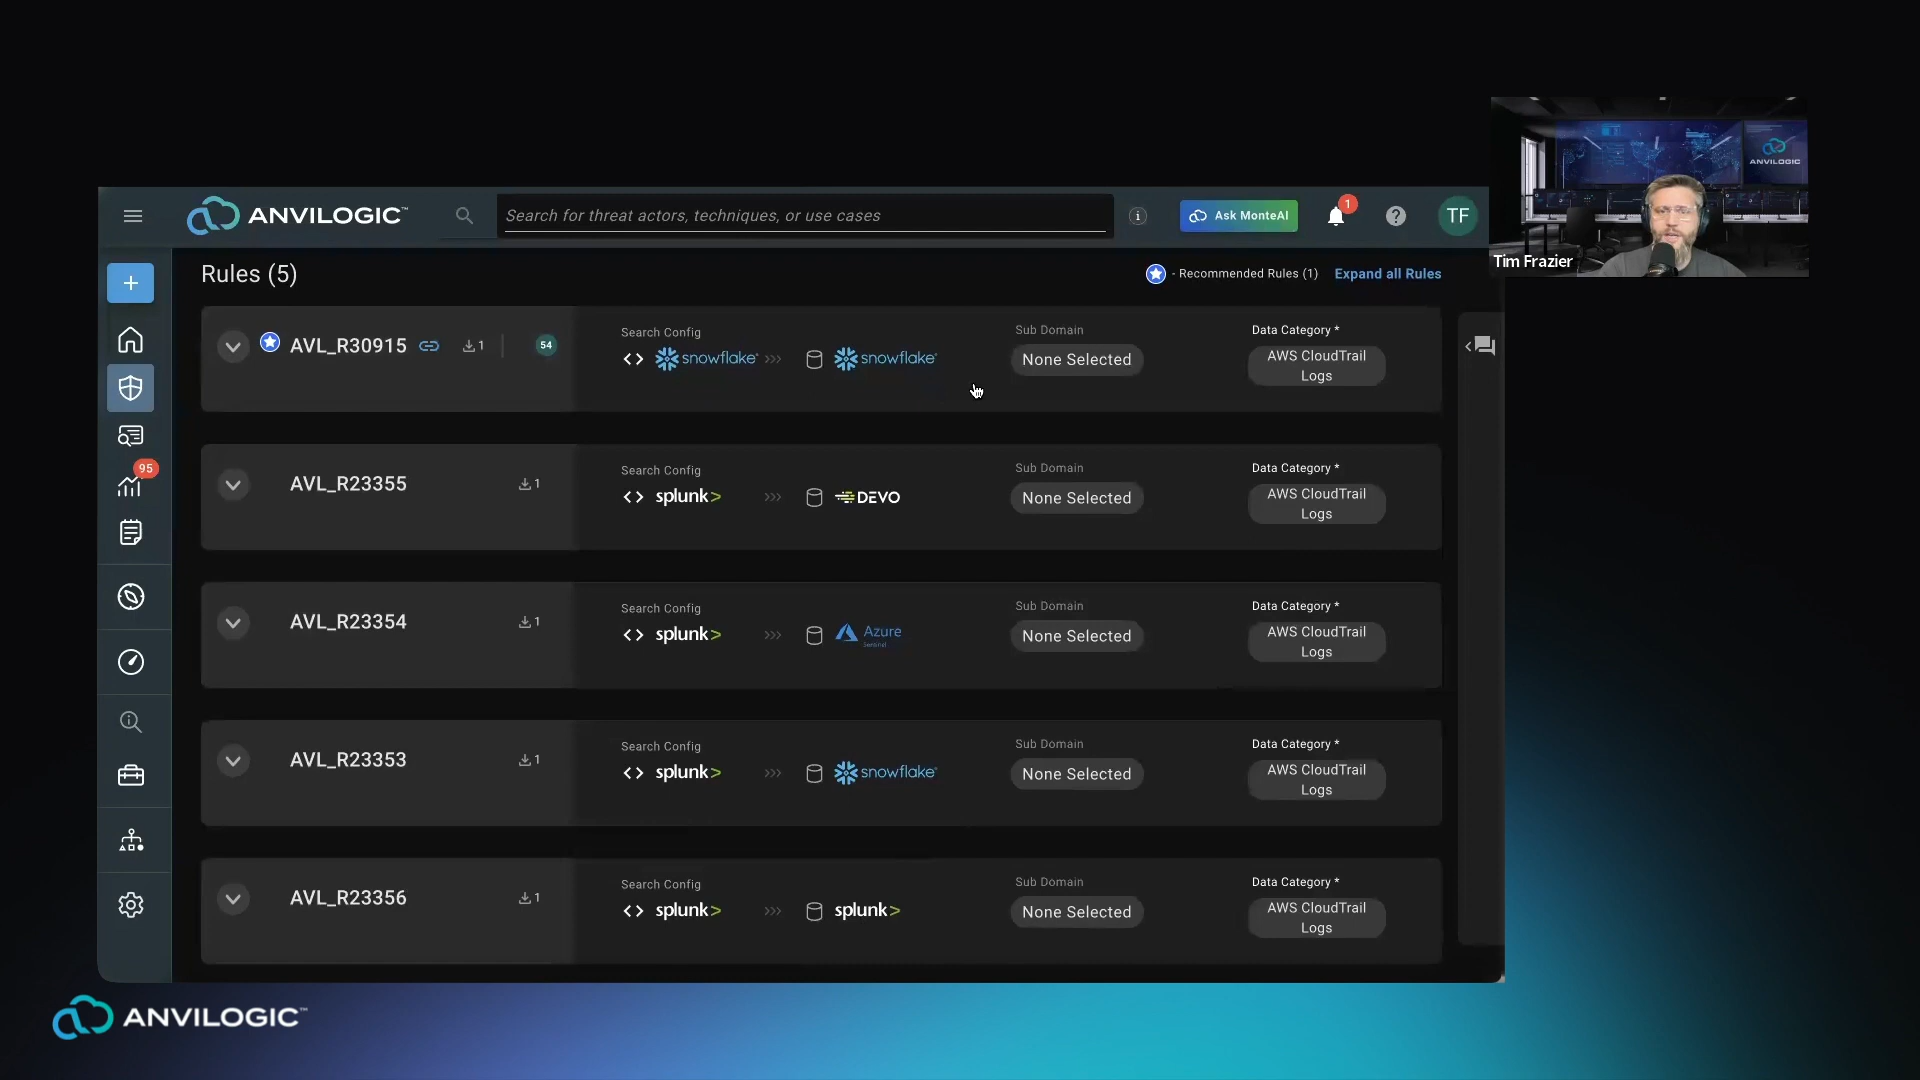 ANVILOGIC™
Search for threat actors, techniques, or use cases
Ask MonteAI
1
TF
ANVILOGIC
Tim Frazier
Rules (5)
- Recommended Rules (1)
Expand all Rules
AVL_R30915
1
54
Search Config
snowflake
snowflake
Sub Domain
None Selected
Data Category *
AWS CloudTrail
Logs
AVL_R23355
1
Search Config
splunk>
DEVO
Sub Domain
None Selected
Data Category *
AWS CloudTrail
Logs
95
AVL_R23354
1
Search Config
splunk>
Azure
Sentinel
Sub Domain
None Selected
Data Category *
AWS CloudTrail
Logs
AVL_R23353
1
Search Config
splunk>
snowflake
Sub Domain
None Selected
Data Category *
AWS CloudTrail
Logs
AVL_R23356
1
Search Config
splunk>
splunk>
Sub Domain
None Selected
Data Category *
AWS CloudTrail
Logs
ANVILOGIC™